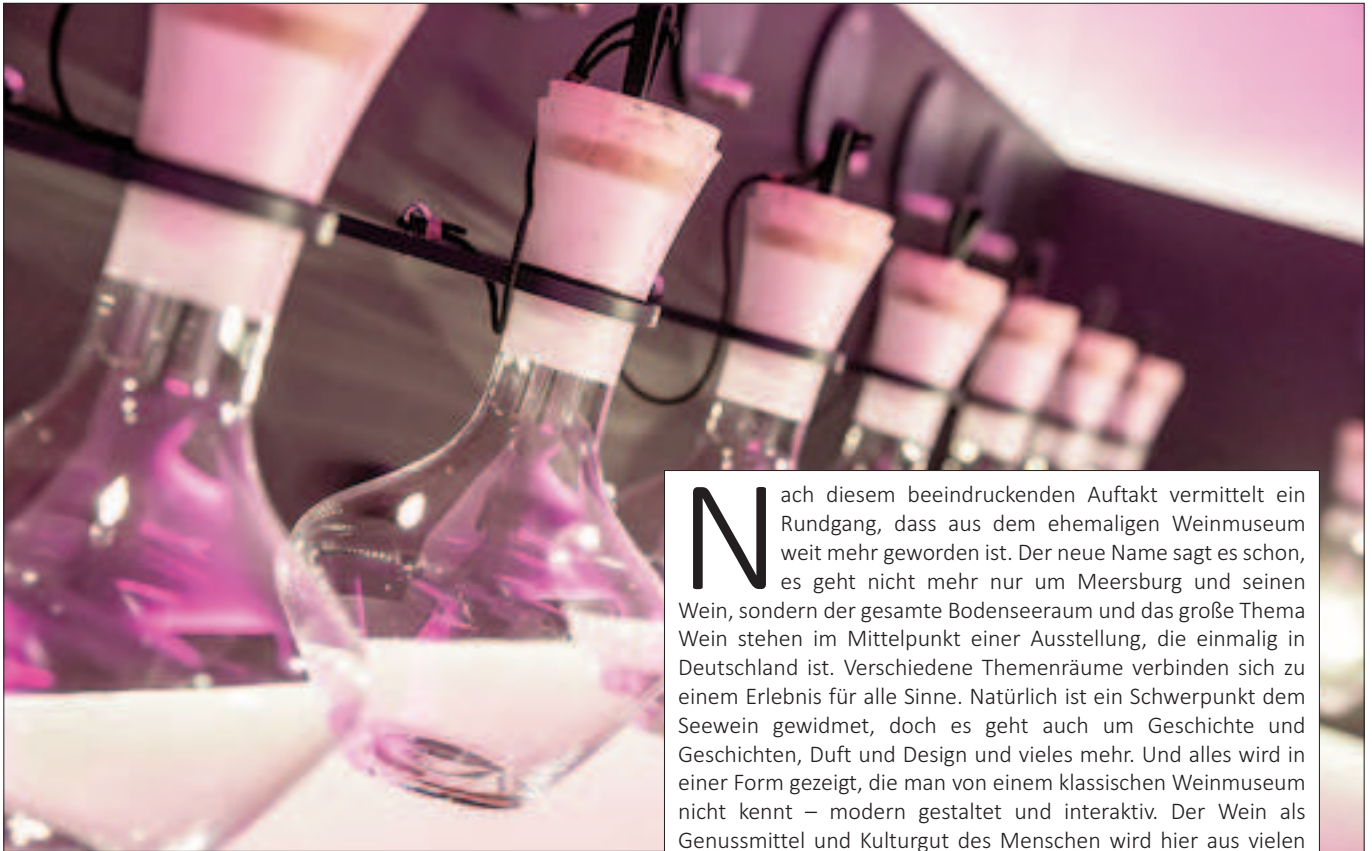 Nach diesem beeindruckenden Auftakt vermittelt ein
Rundgang, dass aus dem ehemaligen Weinmuseum
weit mehr geworden ist. Der neue Name sagt es schon,
es geht nicht mehr nur um Meersburg und seinen
Wein, sondern der gesamte Bodenseeraum und das große Thema
Wein stehen im Mittelpunkt einer Ausstellung, die einmalig in
Deutschland ist. Verschiedene Themenräume verbinden sich zu
einem Erlebnis für alle Sinne. Natürlich ist ein Schwerpunkt dem
Seewein gewidmet, doch es geht auch um Geschichte und
Geschichten, Duft und Design und vieles mehr. Und alles wird in
einer Form gezeigt, die man von einem klassischen Weinmuseum
nicht kennt – modern gestaltet und interaktiv. Der Wein als
Genussmittel und Kulturgut des Menschen wird hier aus vielen